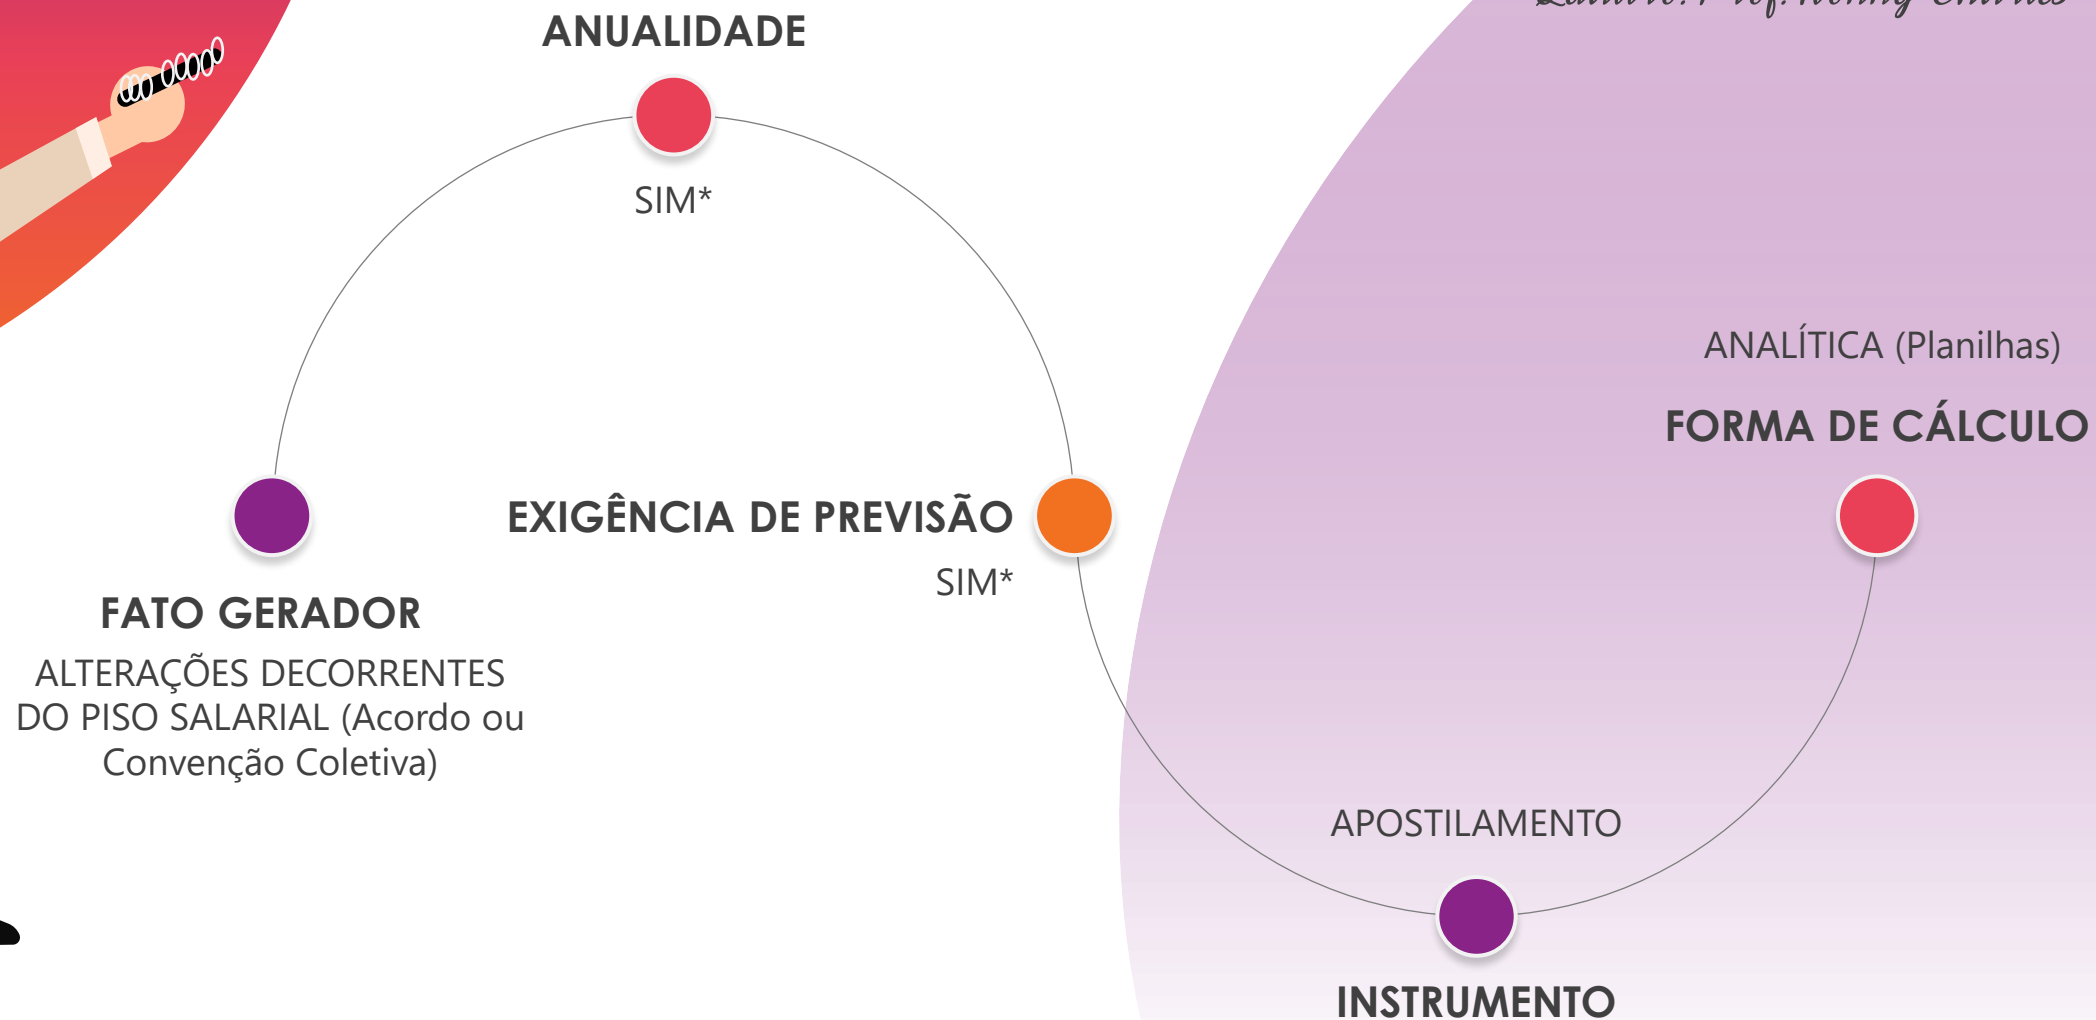 ANUALIDADE
SIM*
EXIGÊNCIA DE PREVISÃO
SIM*
FATO GERADOR
ALTERAÇÕES DECORRENTES
DO PISO SALARIAL (Acordo ou
Convenção Coletiva)
ANALÍTICA (Planilhas)
FORMA DE CÁLCULO
APOSTILAMENTO
INSTRUMENTO